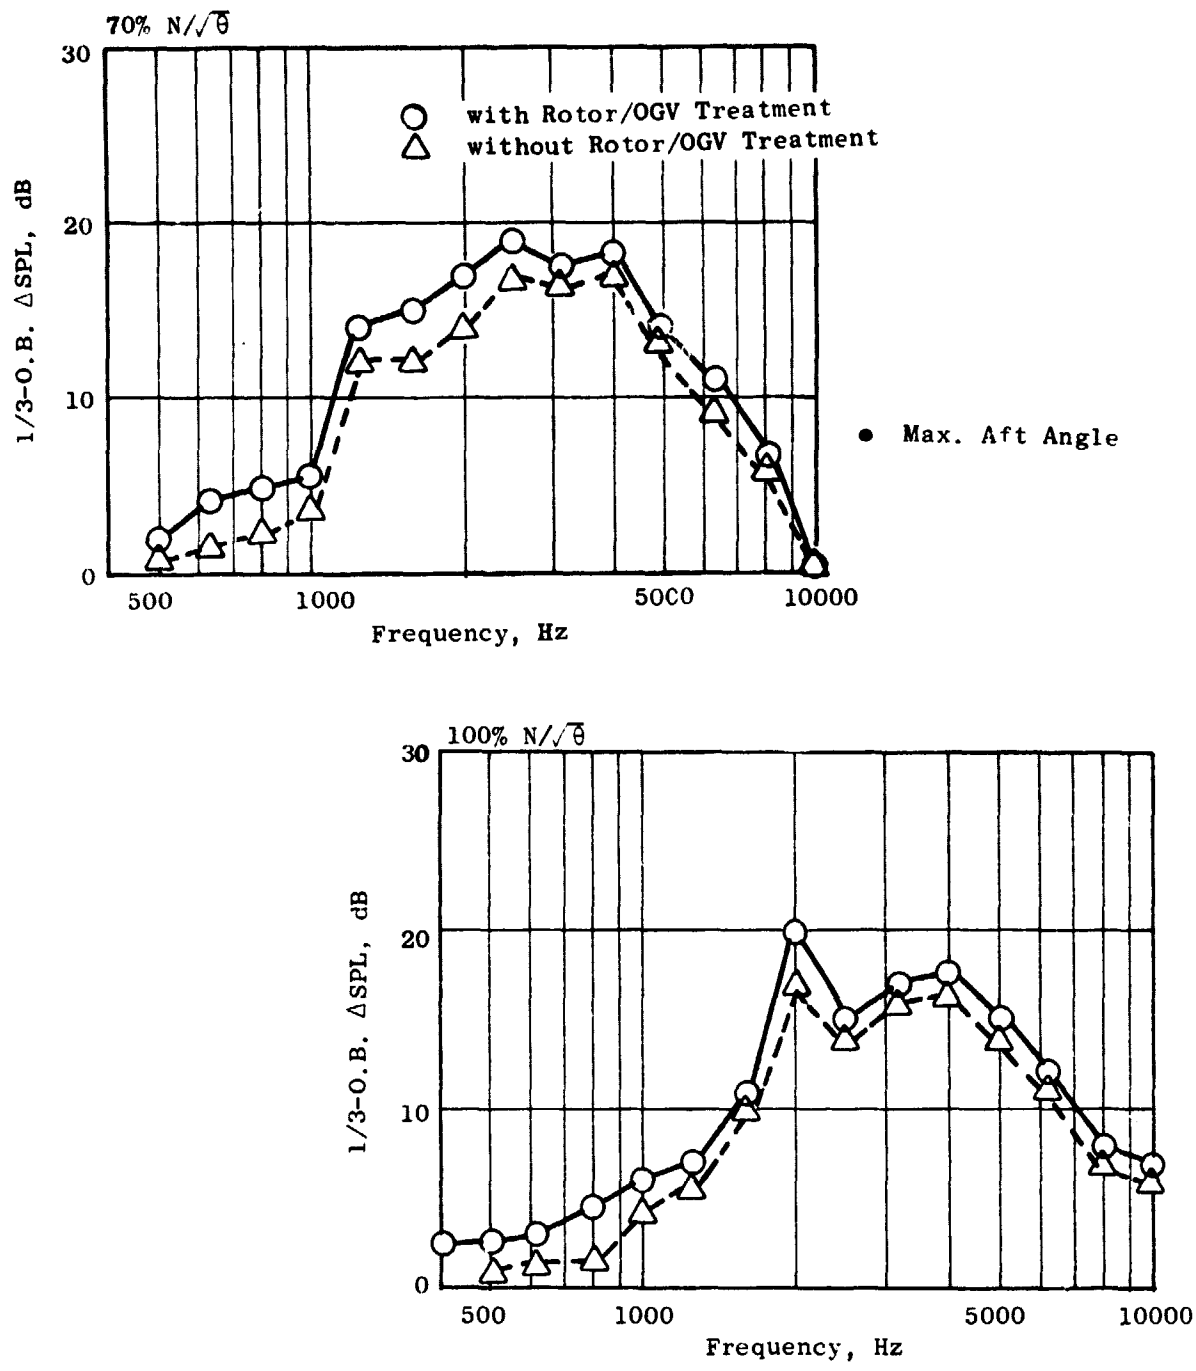 70% N/√θ
30
with Rotor/OGV Treatment
without Rotor/OGV Treatment
20
10
0
1/3-O.B. ΔSPL, dB
500 1000 5000 10000
Frequency, Hz
• Max. Aft Angle
100% N/√θ
30
20
10
0
1/3-O.B. ΔSPL, dB
500 1000 5000 10000
Frequency, Hz